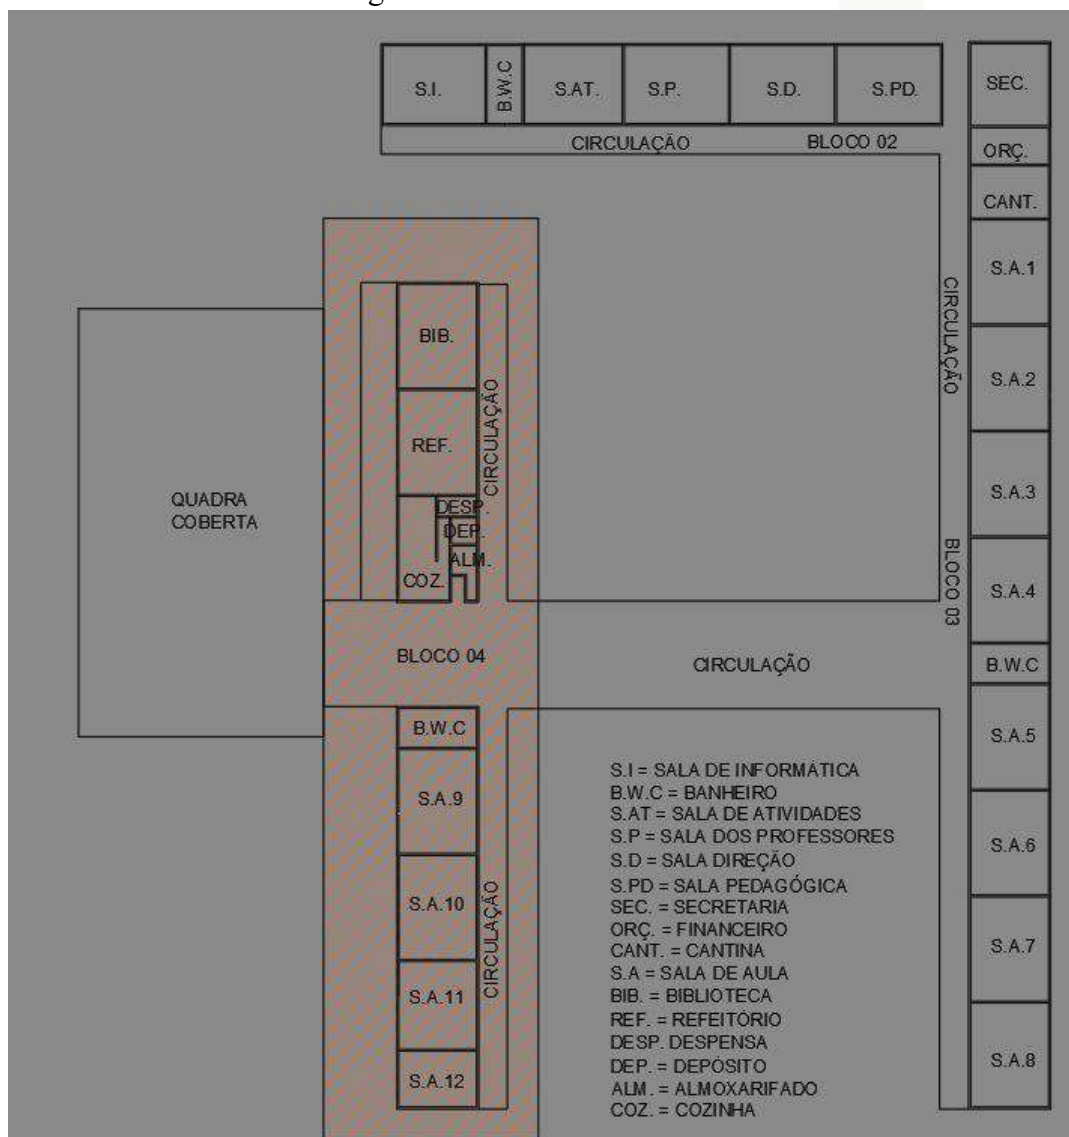 S.I.
B.W.C
S.AT.
S.P.
S.D.
S.PD.
SEC.
CIRCULAÇÃO
BLOCO 02
ORÇ.
CANT.
S.A.1
CIRCULAÇÃO
S.A.2
S.A.3
BLOCO 03
S.A.4
B.W.C
S.A.5
S.A.6
S.A.7
S.A.8
BIB.
CIRCULAÇÃO
REF.
DESP.
DEP.
ALM.
COZ.
QUADRA
COBERTA
BLOCO 04
CIRCULAÇÃO
B.W.C
S.A.9
S.A.10
CIRCULAÇÃO
S.A.11
S.A.12
S.I = SALA DE INFORMÁTICA
B.W.C = BANHEIRO
S.AT = SALA DE ATIVIDADES
S.P = SALA DOS PROFESSORES
S.D = SALA DIREÇÃO
S.PD = SALA PEDAGÓGICA
SEC. = SECRETARIA
ORÇ. = FINANCEIRO
CANT. = CANTINA
S.A = SALA DE AULA
BIB. = BIBLIOTECA
REF. = REFEITÓRIO
DESP. DESPENSA
DEP. = DEPÓSITO
ALM. = ALMOXARIFADO
COZ. = COZINHA